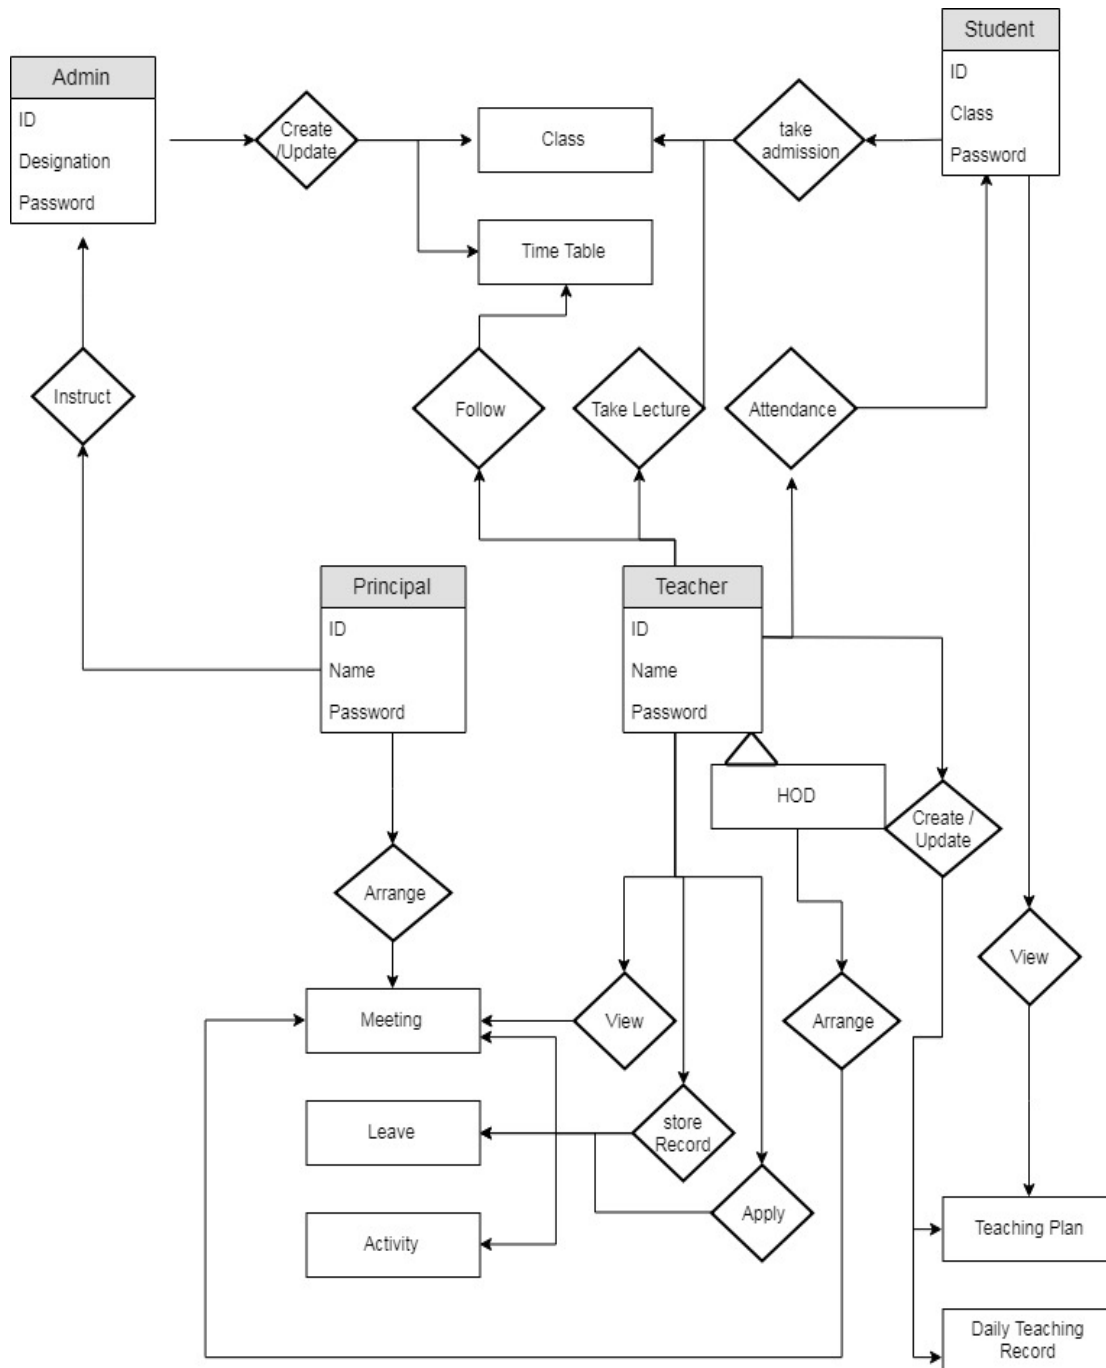 Student
ID
Class
Password
Admin
ID
Designation
Password
Create
/Update
Class
take
admission
Time Table
Instruct
Follow
Take Lecture
Attendance
Principal
ID
Name
Password
Teacher
ID
Name
Password
HOD
Create /
Update
Arrange
View
Meeting
View
Arrange
Leave
store
Record
Activity
Apply
Teaching Plan
Daily Teaching
Record